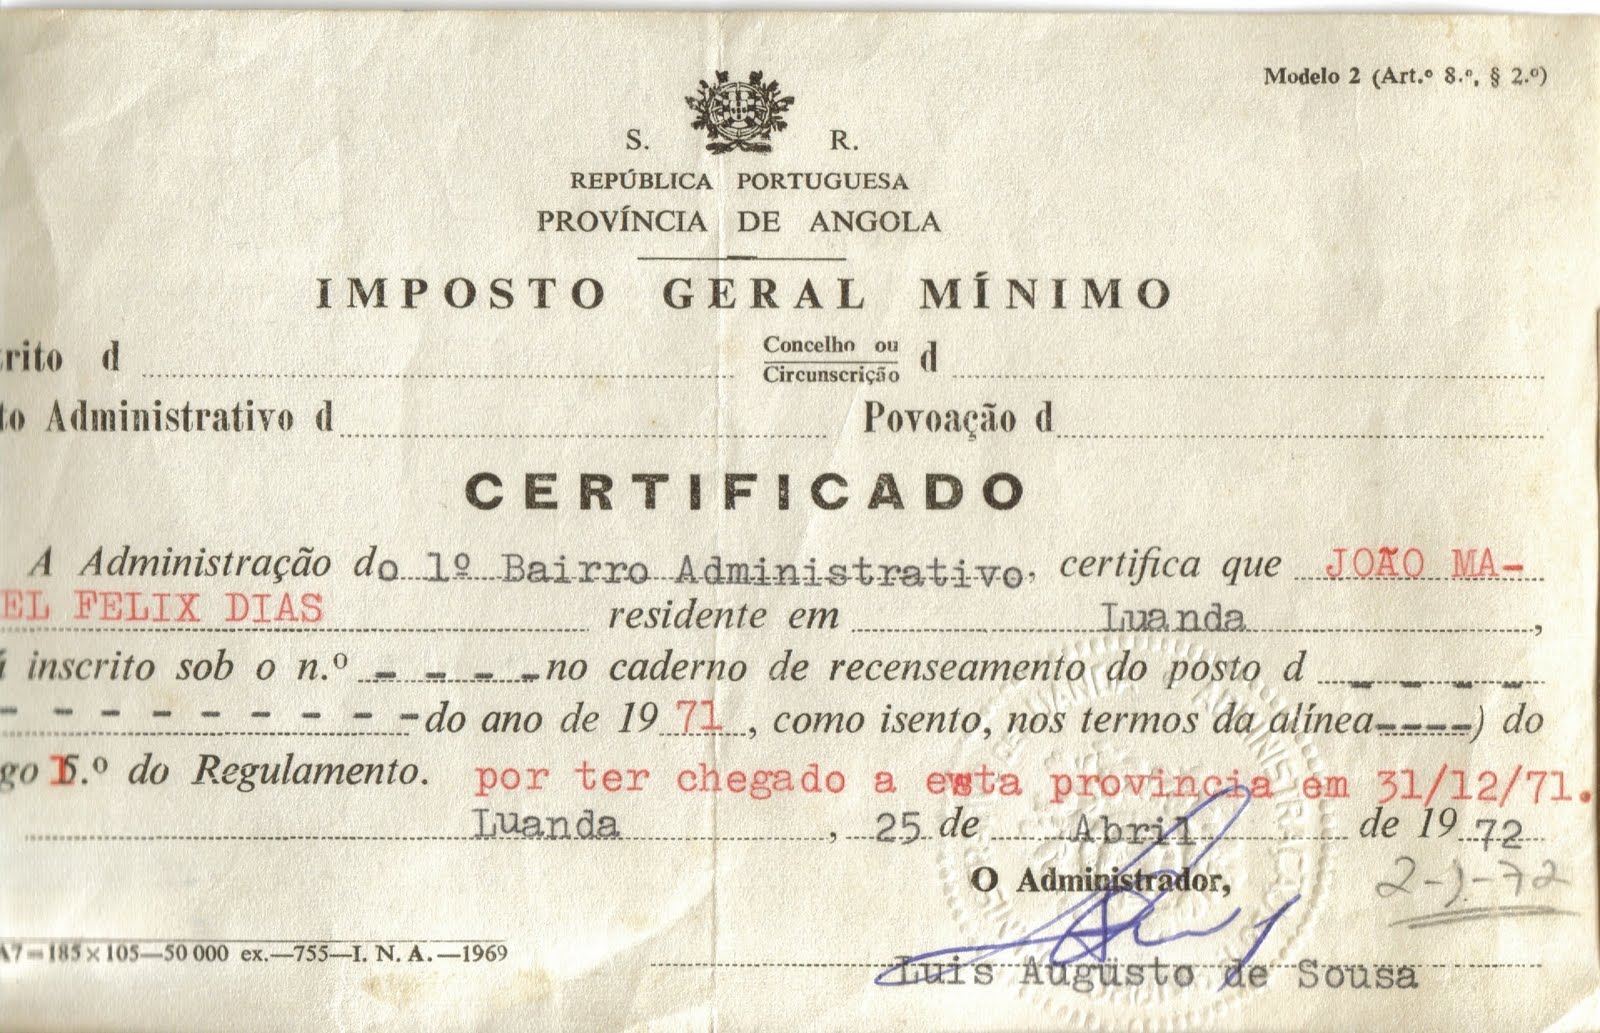 Modelo 2 (Art.º 8.º, § 2.º)
S. R.
REPÚBLICA PORTUGUESA
PROVÍNCIA DE ANGOLA
IMPOSTO GERAL MÍNIMO
rito d Concelho ou Circunscrição d
to Administrativo d Povoação d
CERTIFICADO
A Administração do 1º Bairro Administrativo, certifica que JOÃO MA-
EL FELIX DIAS residente em Luanda,
inscrito sob o n.º - - - - no caderno de recenseamento do posto d - - - -
- - - - - - - - - do ano de 1971, como isento, nos termos da alínea ----) do
go 15.º do Regulamento. por ter chegado a esta provincia em 31/12/71.
Luanda, 25 de Abril de 1972
O Administrador,
2-1-72
A7—185×105—50 000 ex.—755—I. N. A.—1969
Luis Augusto de Sousa